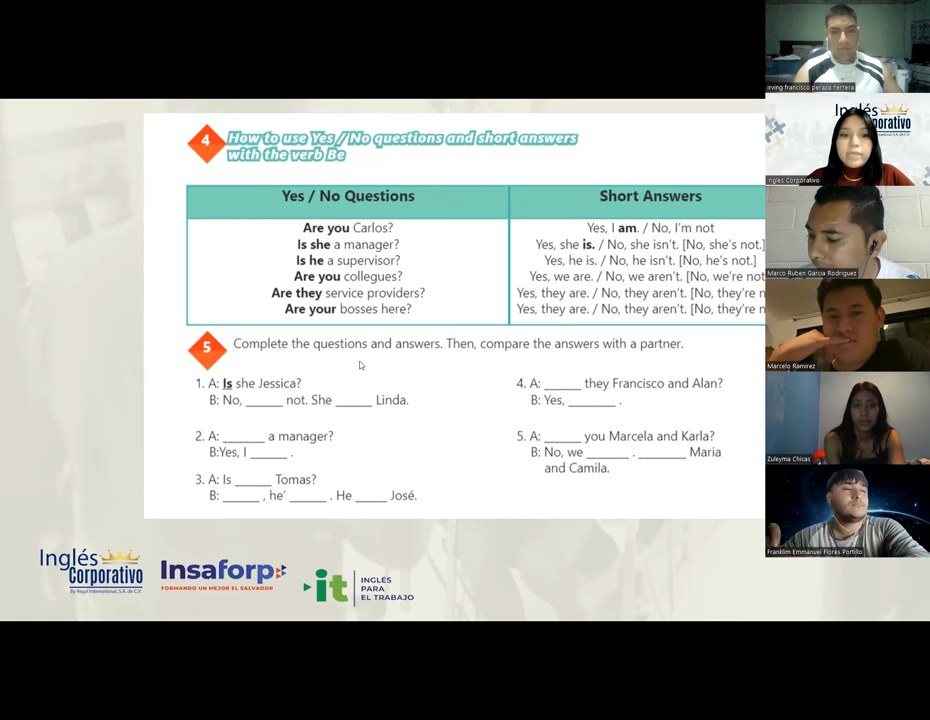 4
How to use Yes / No questions and short answers
with the verb Be
Yes / No Questions
Short Answers
Are you Carlos?
Yes, I am. / No, I'm not
Is she a manager?
Yes, she is. / No, she isn't. [No, she's not.]
Is he a supervisor?
Yes, he is. / No, he isn't. [No, he's not.]
Are you collegues?
Yes, we are. / No, we aren't. [No, we're not
Are they service providers?
Yes, they are. / No, they aren't. [No, they're n
Are your bosses here?
Yes, they are. / No, they aren't. [No, they're n
5
Complete the questions and answers. Then, compare the answers with a partner.
1. A: Is she Jessica?
B: No, ______ not. She ______ Linda.
2. A: _______ a manager?
B:Yes, I ______ .
3. A: Is ______ Tomas?
B: ______ , he' ______ . He _____ José.
4. A: ______ they Francisco and Alan?
B: Yes, ________ .
5. A: ______ you Marcela and Karla?
B: No, we _______ . ________ Maria
and Camila.
Inglés
Corporativo
By Regal International, S.A. de C.V.
Insaforp
FORMANDO UN MEJOR EL SALVADOR
it
INGLÉS
PARA
EL TRABAJO
irving francisco peraza herrera
Inglés
porativo
Ingles Corporativo
Marco Ruben Garcia Rodriguez
Marcelo Ramirez
Zuleyma Chicas
Franklim Emmanuel Flores Portillo